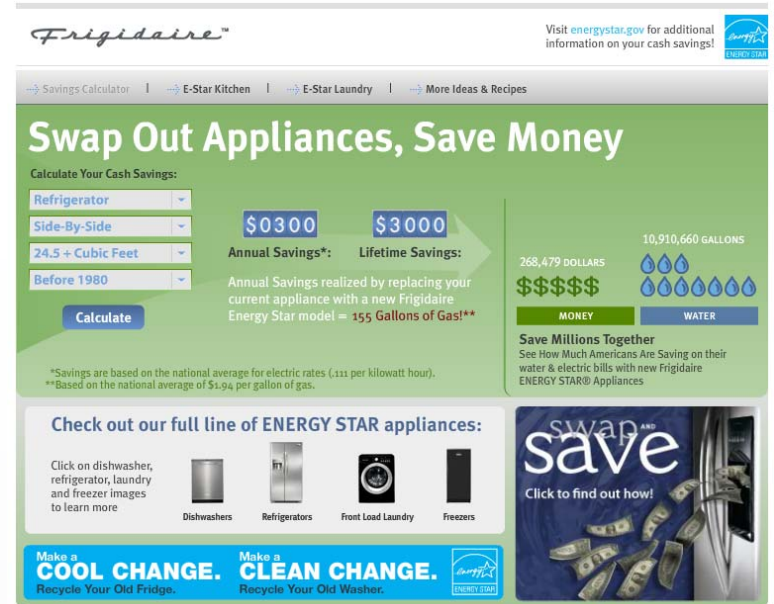 Frigidaire™
Visit energystar.gov for additional
information on your cash savings!
energy
ENERGY STAR
Savings Calculator | E-Star Kitchen | E-Star Laundry | More Ideas & Recipes
Swap Out Appliances, Save Money
Calculate Your Cash Savings:
Refrigerator
Side-By-Side
24.5 + Cubic Feet
Before 1980
Calculate
$0300
Annual Savings*:
$3000
Lifetime Savings:
Annual Savings realized by replacing your
current appliance with a new Frigidaire
Energy Star model = 155 Gallons of Gas!**
*Savings are based on the national average for electric rates (.111 per kilowatt hour).
**Based on the national average of $1.94 per gallon of gas.
268,479 DOLLARS
$$$$$
MONEY
10,910,660 GALLONS
WATER
Save Millions Together
See How Much Americans Are Saving on their
water & electric bills with new Frigidaire
ENERGY STAR® Appliances
Check out our full line of ENERGY STAR appliances:
Click on dishwasher,
refrigerator, laundry
and freezer images
to learn more
Dishwashers
Refrigerators
Front Load Laundry
Freezers
swap AND
save
Click to find out how!
Make a
COOL CHANGE.
Recycle Your Old Fridge.
Make a
CLEAN CHANGE.
Recycle Your Old Washer.
energy
ENERGY STAR